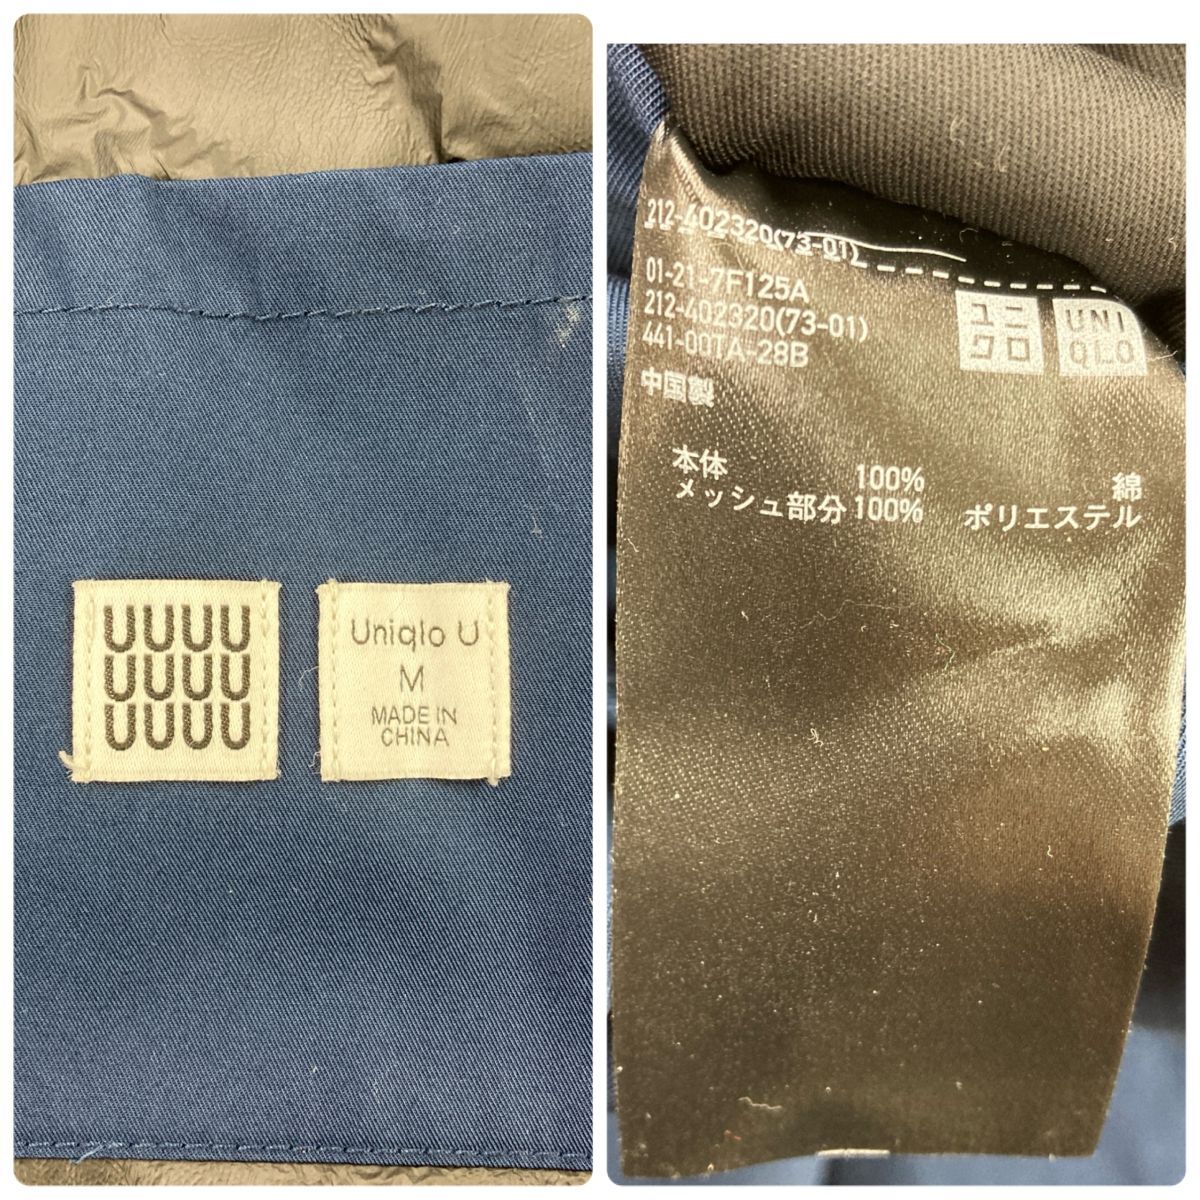 UUUU
UUUU
UUUU
Uniqlo U
M
MADE IN
CHINA
212-402320(73-01)
01-21-7F125A
212-402320(73-01)
441-00TA-28B
中国製
ユニ
クロ
UNI
QLO
本体 100% 綿
メッシュ部分 100% ポリエステル